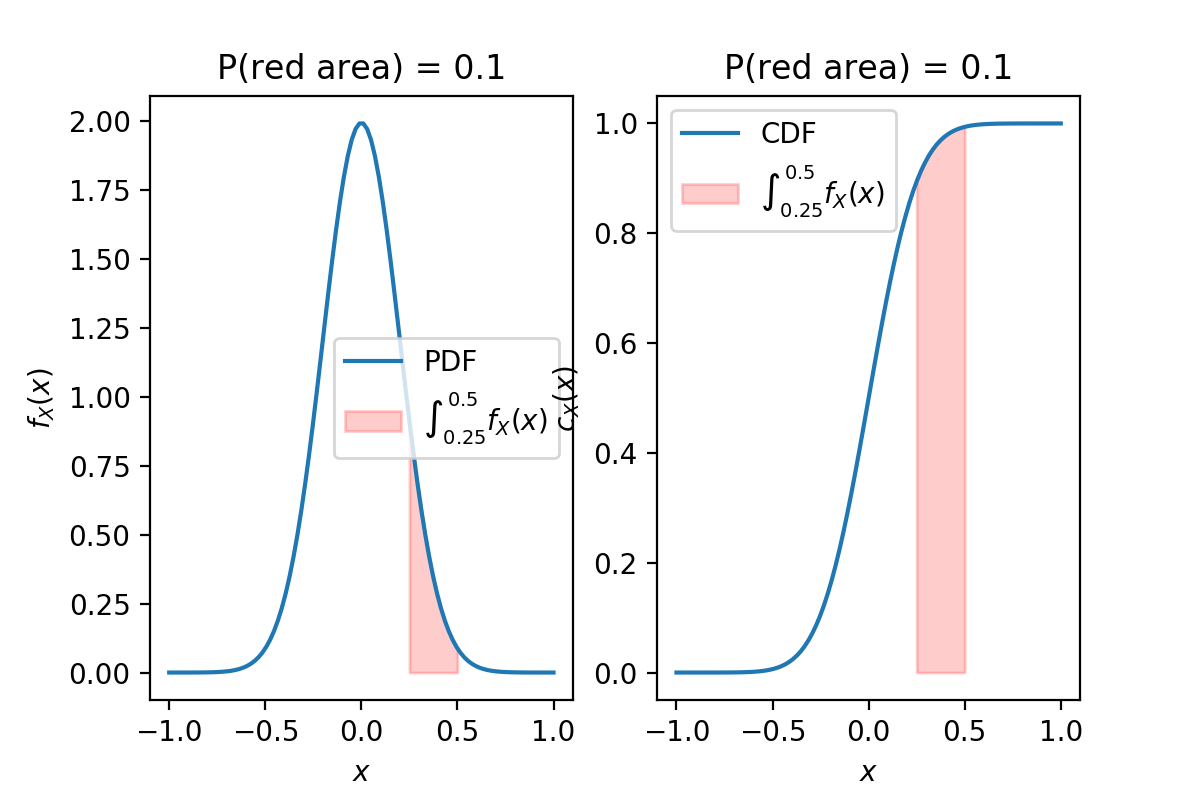 P(red area) = 0.1
2.00
1.75
1.50
1.25
1.00
0.75
0.50
0.25
0.00
f_X(x)
PDF
∫_{0.25}^{0.5} f_X(x)
−1.0 −0.5 0.0 0.5 1.0
x
P(red area) = 0.1
1.0
0.8
0.6
0.4
0.2
0.0
c_X(x)
CDF
∫_{0.25}^{0.5} f_X(x)
−1.0 −0.5 0.0 0.5 1.0
x